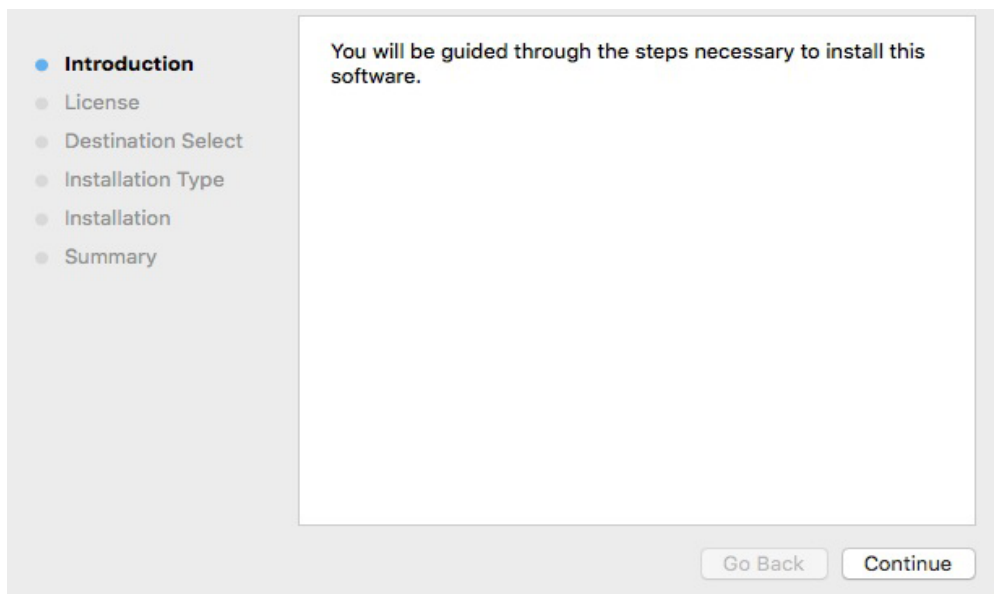 Introduction
License
Destination Select
Installation Type
Installation
Summary
You will be guided through the steps necessary to install this
software.
Go Back
Continue